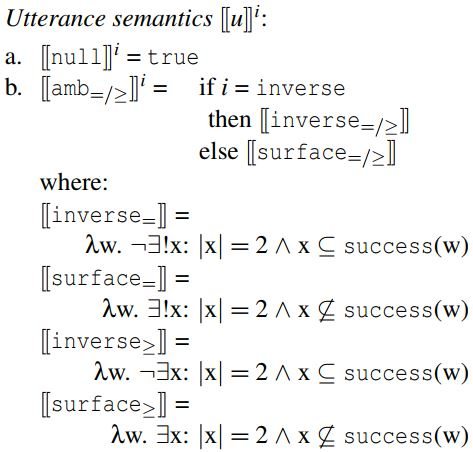 Utterance semantics ⟦u⟧ⁱ:
a. ⟦null⟧ⁱ = true
b. ⟦amb₌/≥⟧ⁱ = if i = inverse
then ⟦inverse₌/≥⟧
else ⟦surface₌/≥⟧
where:
⟦inverse₌⟧ =
λw. ¬∃!x: |x| = 2 ∧ x ⊆ success(w)
⟦surface₌⟧ =
λw. ∃!x: |x| = 2 ∧ x ⊈ success(w)
⟦inverse≥⟧ =
λw. ¬∃x: |x| = 2 ∧ x ⊆ success(w)
⟦surface≥⟧ =
λw. ∃x: |x| = 2 ∧ x ⊈ success(w)